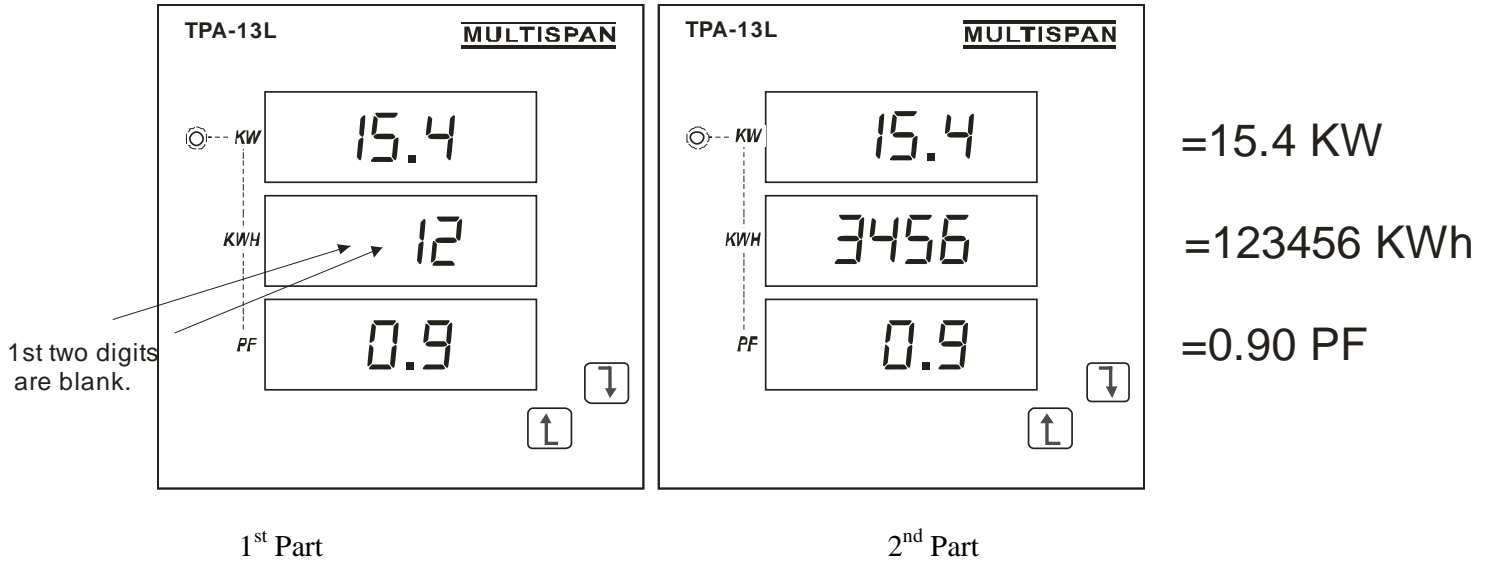 TPA-13L MULTISPAN
KW 15.4
KWH 12
PF 0.9
1st two digits
are blank.
TPA-13L MULTISPAN
KW 15.4
KWH 3456
PF 0.9
=15.4 KW
=123456 KWh
=0.90 PF
1st Part
2nd Part